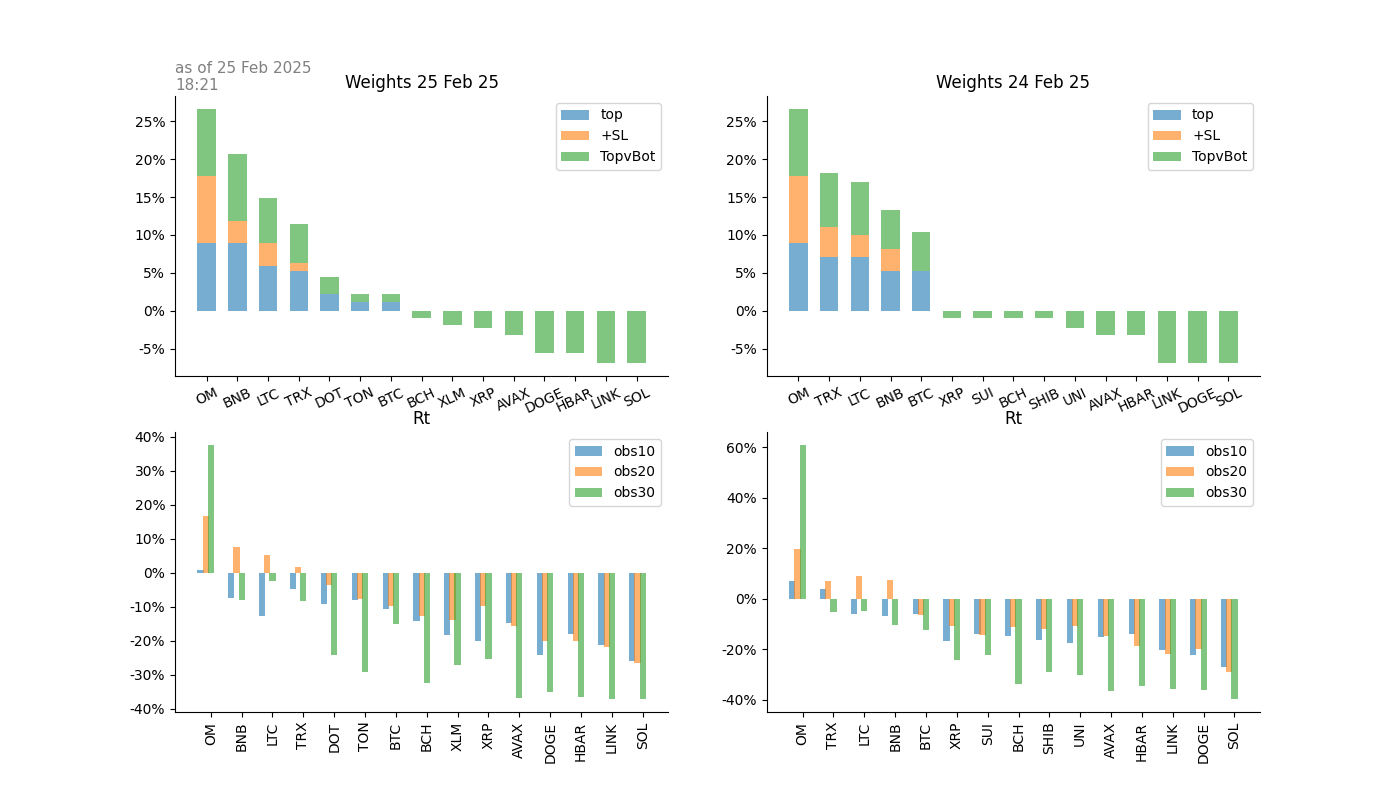 as of 25 Feb 2025
18:21
Weights 25 Feb 25
25%
20%
15%
10%
5%
0%
-5%
top
+SL
TopvBot
OM BNB LTC TRX DOT TON BTC BCH XLM XRP AVAX DOGE HBAR LINK SOL
Weights 24 Feb 25
25%
20%
15%
10%
5%
0%
-5%
top
+SL
TopvBot
OM TRX LTC BNB BTC XRP SUI BCH SHIB UNI AVAX HBAR LINK DOGE SOL
Rt
40%
30%
20%
10%
0%
-10%
-20%
-30%
-40%
obs10
obs20
obs30
OM BNB LTC TRX DOT TON BTC BCH XLM XRP AVAX DOGE HBAR LINK SOL
Rt
60%
40%
20%
0%
-20%
-40%
obs10
obs20
obs30
OM TRX LTC BNB BTC XRP SUI BCH SHIB UNI AVAX HBAR LINK DOGE SOL